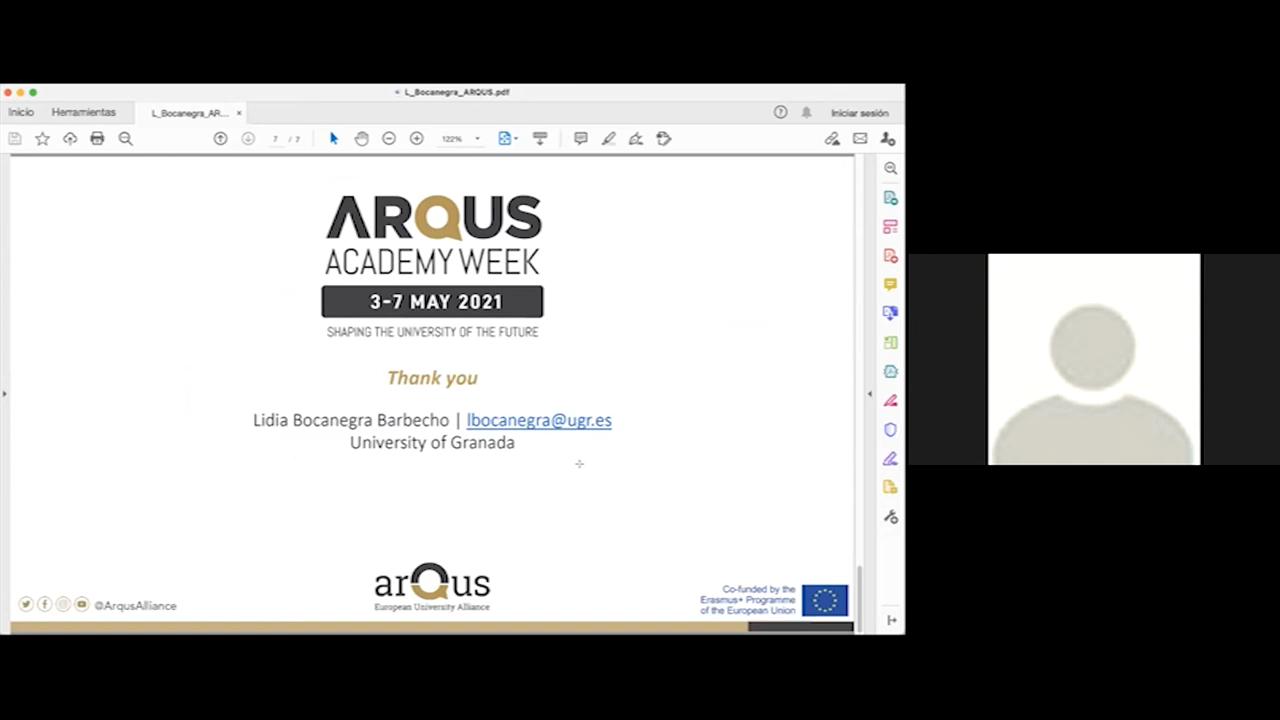 L_Bocanegra_ARQUS.pdf
Inicio Herramientas L_Bocanegra_AR... × Iniciar sesión
7 / 7 122%
ARQUS
ACADEMY WEEK
3-7 MAY 2021
SHAPING THE UNIVERSITY OF THE FUTURE
Thank you
Lidia Bocanegra Barbecho | lbocanegra@ugr.es
University of Granada
arQus
European University Alliance
@ArqusAlliance
Co-funded by the
Erasmus+ Programme
of the European Union